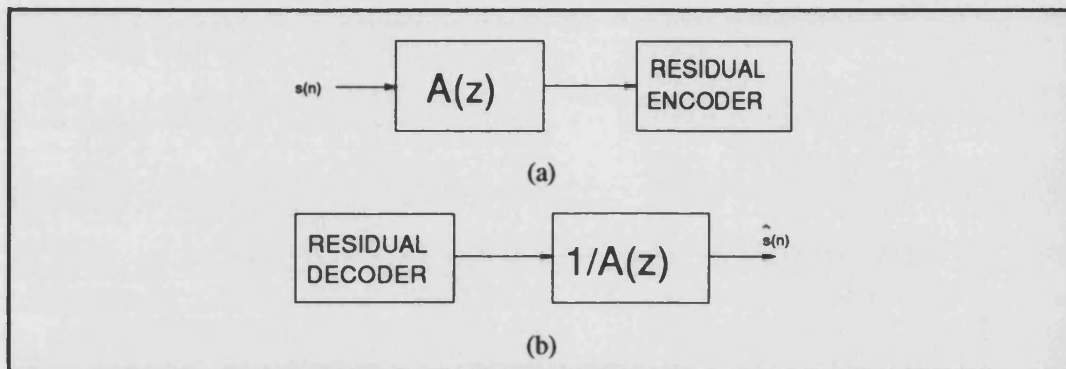 s(n)
A(z)
RESIDUAL
ENCODER
(a)
RESIDUAL
DECODER
1/A(z)
ŝ(n)
(b)